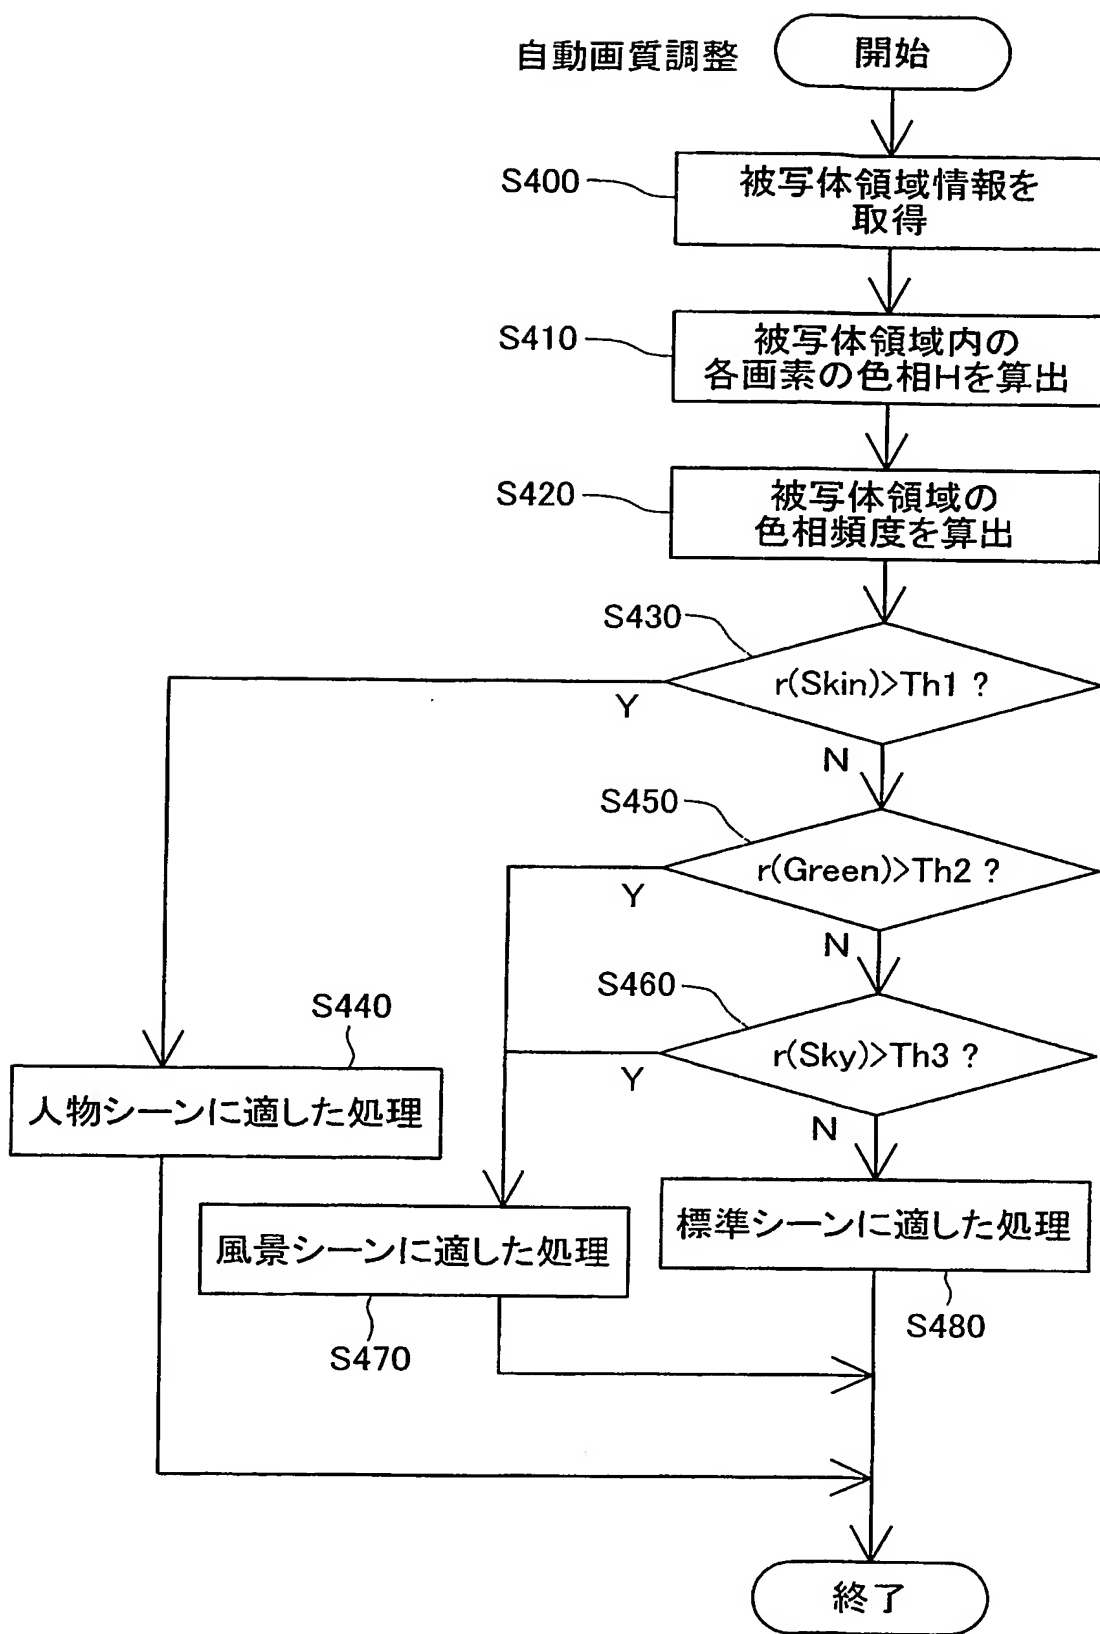 自動画質調整
開始
S400
被写体領域情報を
取得
S410
被写体領域内の
各画素の色相Hを算出
S420
被写体領域の
色相頻度を算出
S430
r(Skin)>Th1 ?
Y
N
S450
r(Green)>Th2 ?
Y
N
S460
r(Sky)>Th3 ?
Y
N
S440
人物シーンに適した処理
風景シーンに適した処理
S470
標準シーンに適した処理
S480
終了